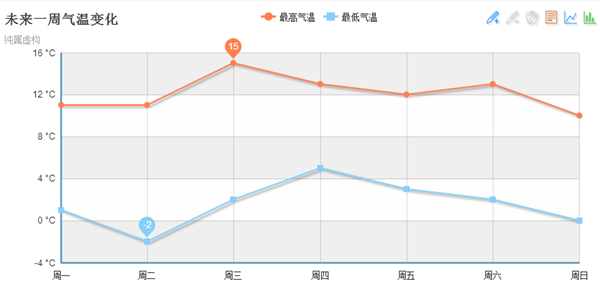 未来一周气温变化
最高气温 最低气温
纯属虚构
16 °C
12 °C
8 °C
4 °C
0 °C
-4 °C
15
-2
周一 周二 周三 周四 周五 周六 周日